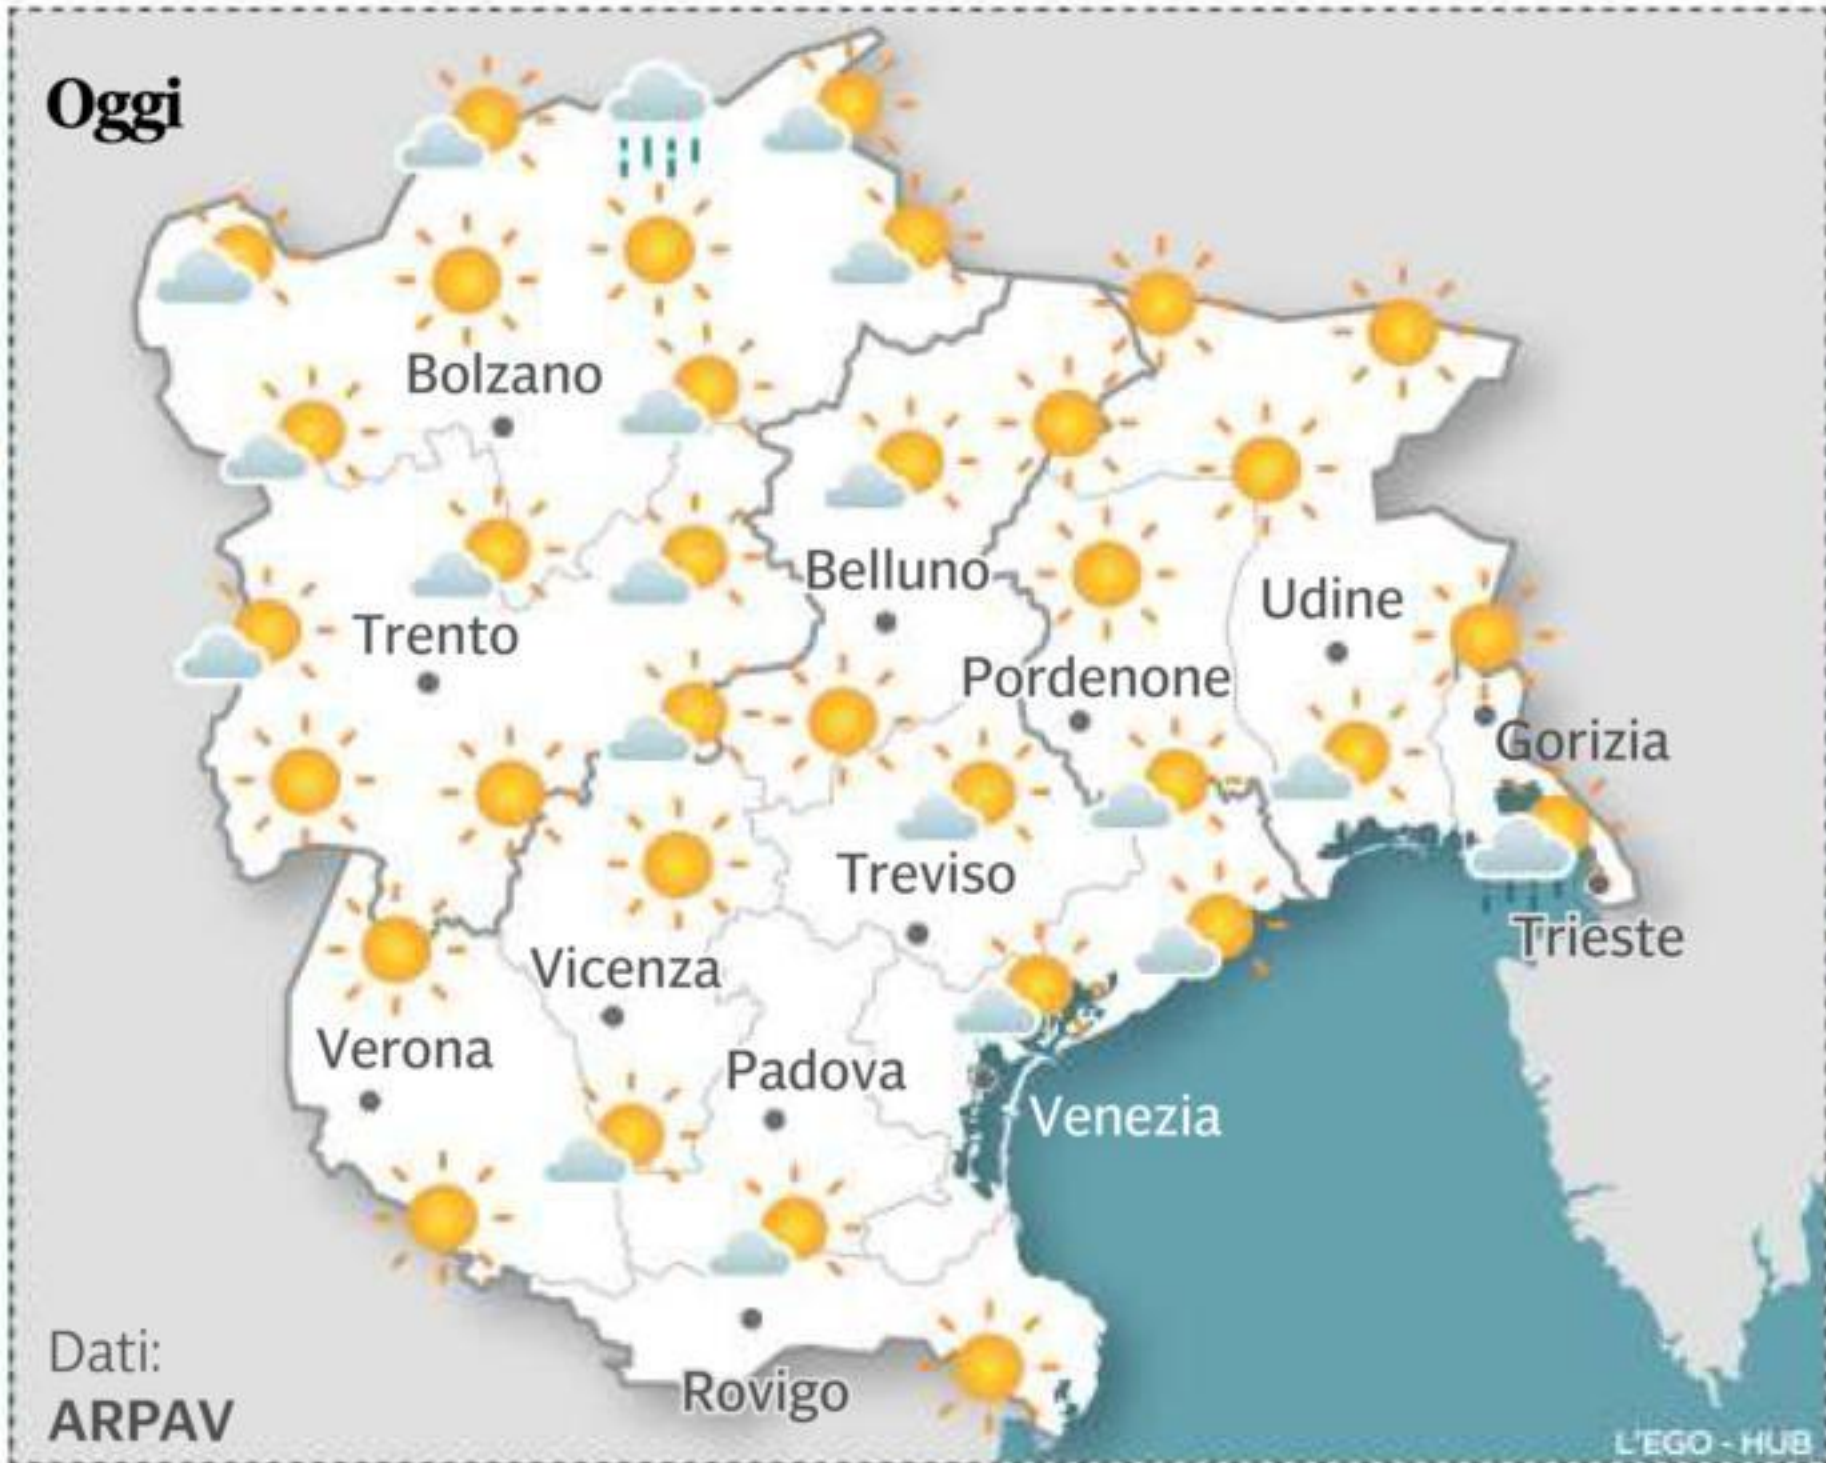 Oggi
Bolzano
Belluno
Udine
Trento
Pordenone
Gorizia
Treviso
Trieste
Vicenza
Verona
Padova
Venezia
Dati:
ARPAV
Rovigo
L'EGO - HUB